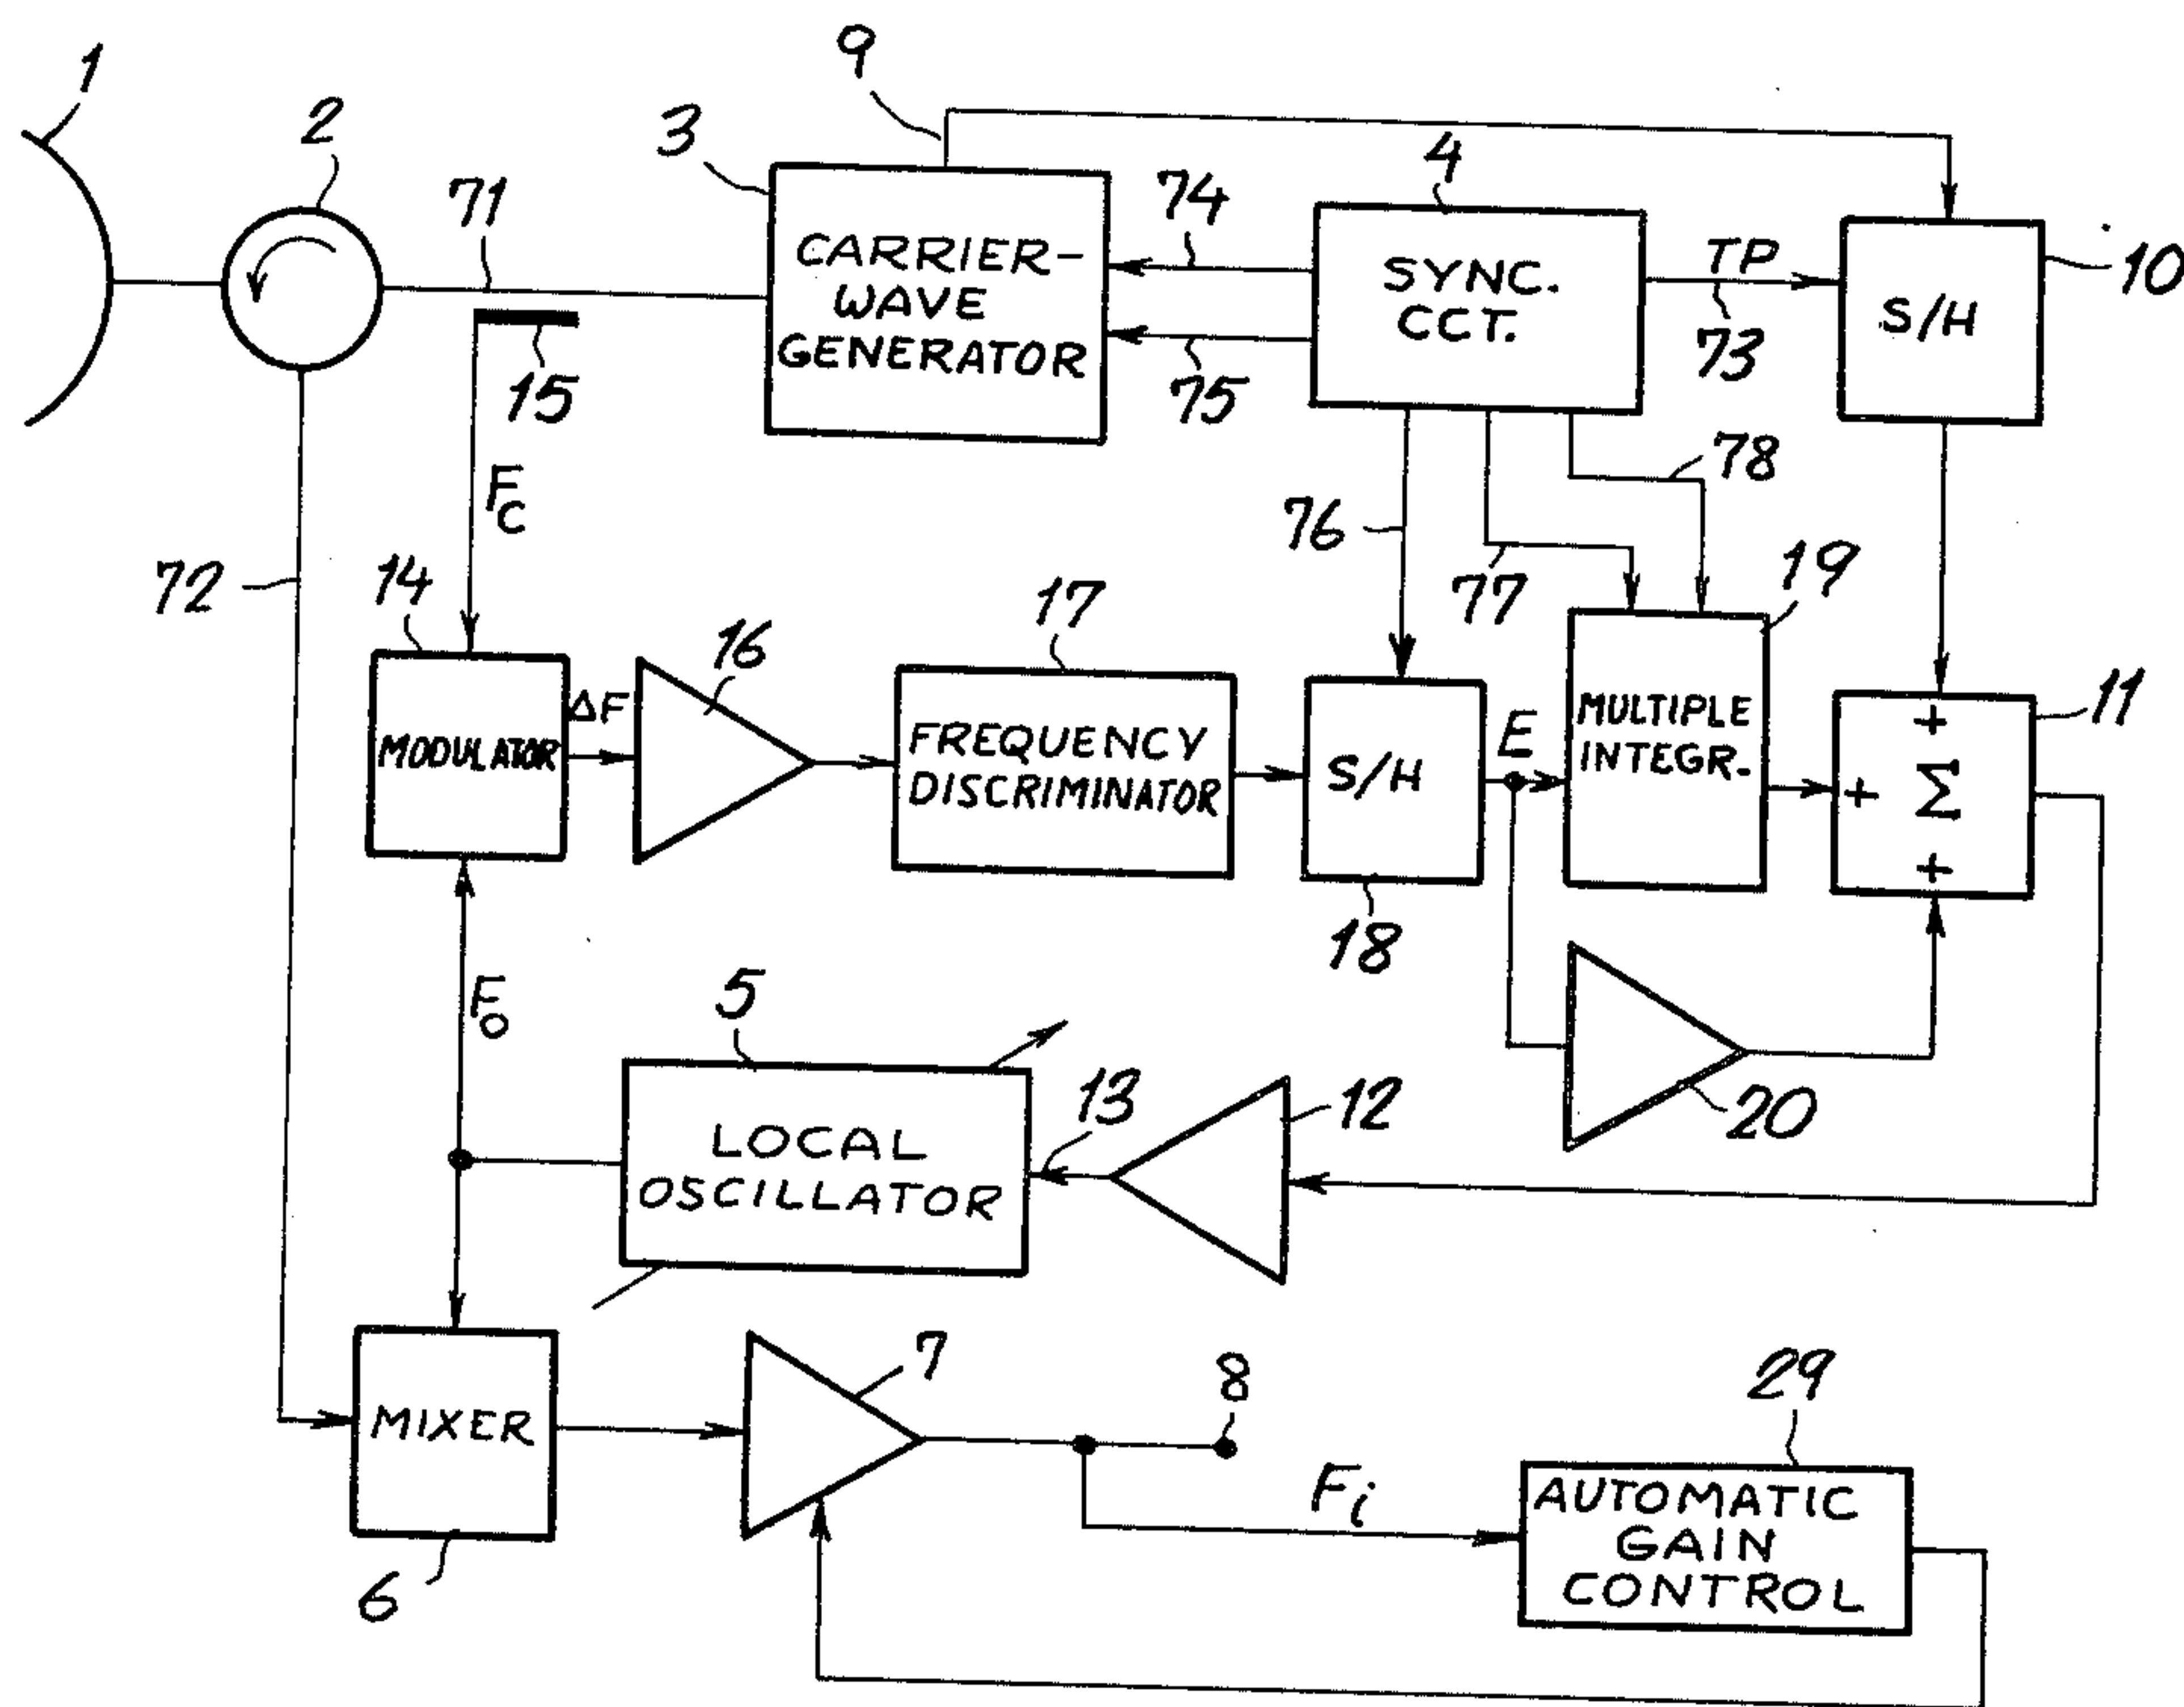 1
2
71
3
9
4
74
75
TP
73
10
CARRIER-
WAVE
GENERATOR
SYNC.
CCT.
S/H
15
Fc
72
14
76
77
78
19
16
17
ΔF
MODULATOR
FREQUENCY
DISCRIMINATOR
S/H
18
E
MULTIPLE
INTEGR.
11
+
+ Σ
+
Fo
5
13
12
20
LOCAL
OSCILLATOR
MIXER
6
7
8
Fi
29
AUTOMATIC
GAIN
CONTROL